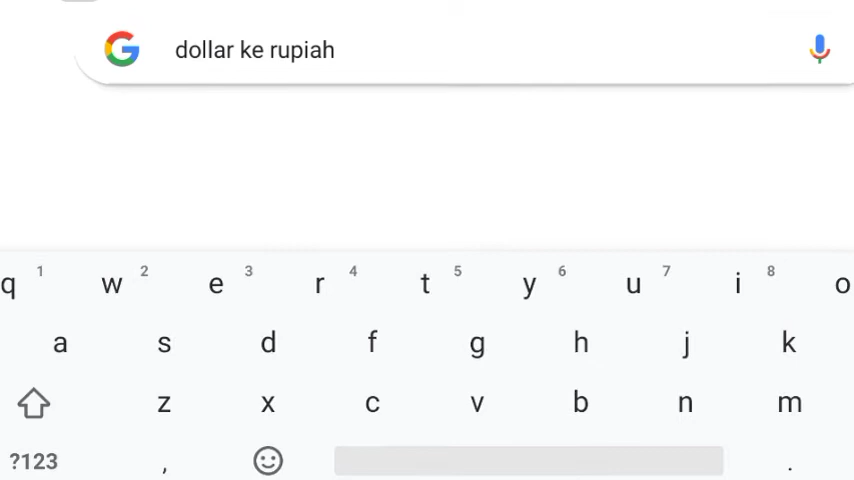 dollar ke rupiah
q 1 w 2 e 3 r 4 t 5 y 6 u 7 i 8 o
a s d f g h j k
z x c v b n m
?123 , .